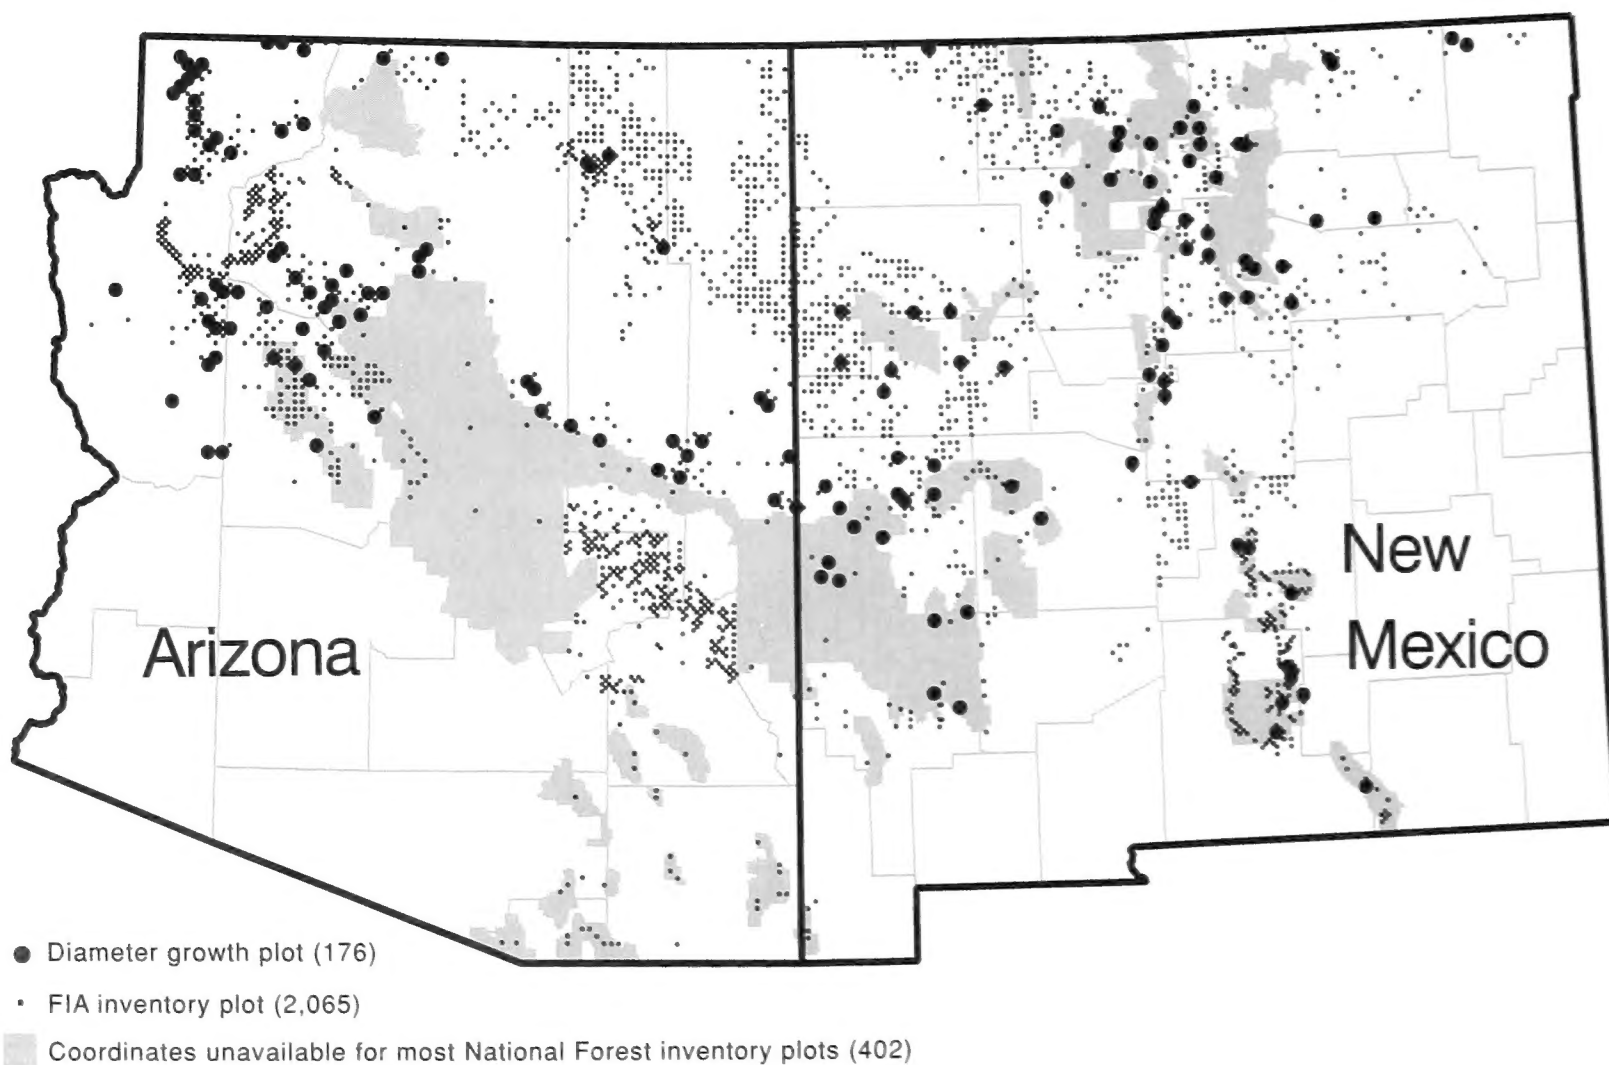 New
Mexico
Arizona
Diameter growth plot (176)
FIA inventory plot (2,065)
Coordinates unavailable for most National Forest inventory plots (402)